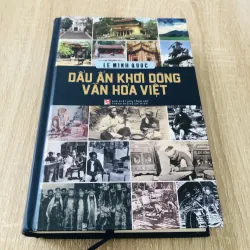 LÊ MINH QUỐC
DẤU ẤN KHƠI DÒNG
VĂN HÓA VIỆT